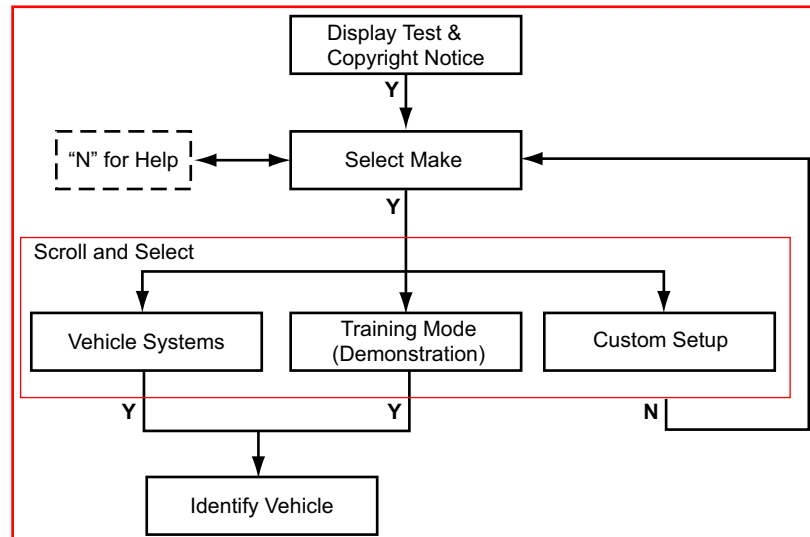 Display Test &
Copyright Notice
Y
“N” for Help
Select Make
Y
Scroll and Select
Vehicle Systems
Training Mode
(Demonstration)
Custom Setup
Y
Y
N
Identify Vehicle